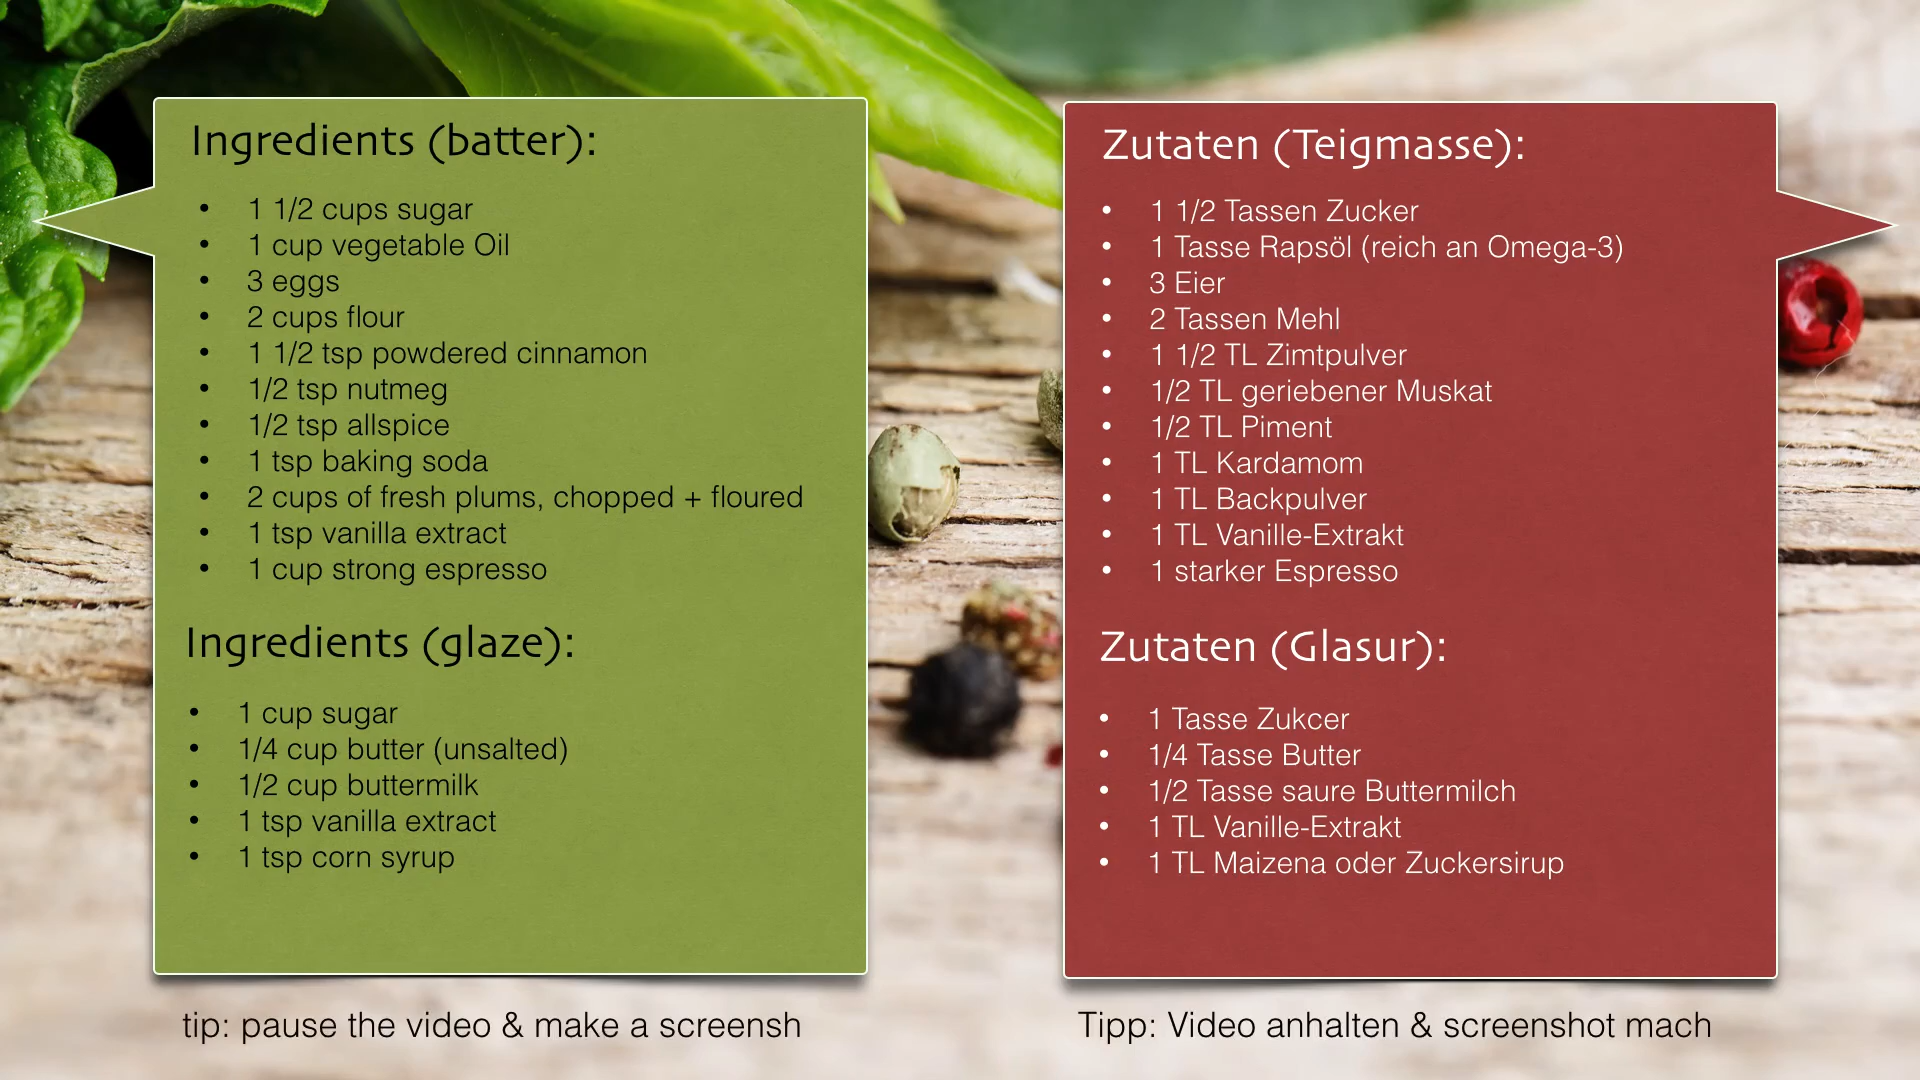 Ingredients (batter):
• 1 1/2 cups sugar
• 1 cup vegetable Oil
• 3 eggs
• 2 cups flour
• 1 1/2 tsp powdered cinnamon
• 1/2 tsp nutmeg
• 1/2 tsp allspice
• 1 tsp baking soda
• 2 cups of fresh plums, chopped + floured
• 1 tsp vanilla extract
• 1 cup strong espresso
Ingredients (glaze):
• 1 cup sugar
• 1/4 cup butter (unsalted)
• 1/2 cup buttermilk
• 1 tsp vanilla extract
• 1 tsp corn syrup
tip: pause the video & make a screensh
Zutaten (Teigmasse):
• 1 1/2 Tassen Zucker
• 1 Tasse Rapsöl (reich an Omega-3)
• 3 Eier
• 2 Tassen Mehl
• 1 1/2 TL Zimtpulver
• 1/2 TL geriebener Muskat
• 1/2 TL Piment
• 1 TL Kardamom
• 1 TL Backpulver
• 1 TL Vanille-Extrakt
• 1 starker Espresso
Zutaten (Glasur):
• 1 Tasse Zukcer
• 1/4 Tasse Butter
• 1/2 Tasse saure Buttermilch
• 1 TL Vanille-Extrakt
• 1 TL Maizena oder Zuckersirup
Tipp: Video anhalten & screenshot mach